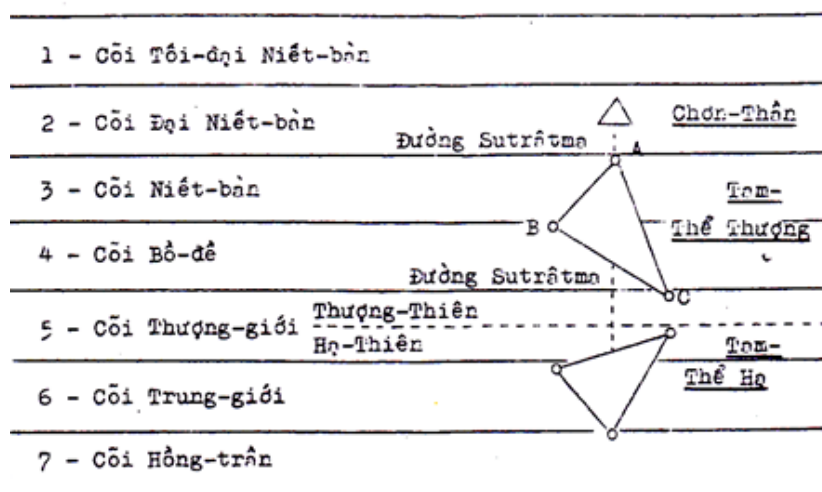 1 - Cõi Tối-đại Niết-bàn
2 - Cõi Đại Niết-bàn
Chơn-Thần
Đường Sutrâtma
A
3 - Cõi Niết-bàn
Tam-
B
Thể Thượng
4 - Cõi Bồ-đề
Đường Sutrâtma
C
5 - Cõi Thượng-giới
Thượng-Thiên
Hạ-Thiên
Tam-
Thể Hạ
6 - Cõi Trung-giới
7 - Cõi Hồng-trần